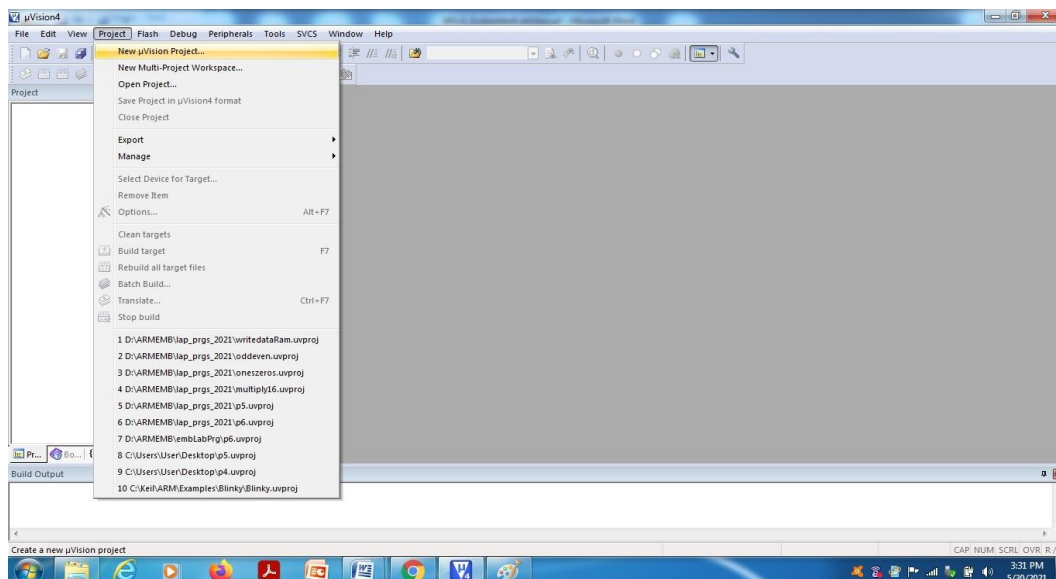 µVision4
File Edit View Project Flash Debug Peripherals Tools SVCS Window Help
New µVision Project...
New Multi-Project Workspace...
Open Project...
Save Project in µVision4 format
Close Project
Export
Manage
Select Device for Target...
Remove Item
Options... Alt+F7
Clean targets
Build target F7
Rebuild all target files
Batch Build...
Translate... Ctrl+F7
Stop build
1 D:\ARMEMB\lap_prgs_2021\writedataRam.uvproj
2 D:\ARMEMB\lap_prgs_2021\oddeven.uvproj
3 D:\ARMEMB\lap_prgs_2021\oneszeros.uvproj
4 D:\ARMEMB\lap_prgs_2021\multiply16.uvproj
5 D:\ARMEMB\lap_prgs_2021\p5.uvproj
6 D:\ARMEMB\lap_prgs_2021\p6.uvproj
7 D:\ARMEMB\embLabPrg\p6.uvproj
8 C:\Users\User\Desktop\p5.uvproj
9 C:\Users\User\Desktop\p4.uvproj
10 C:\Keil\ARM\Examples\Blinky\Blinky.uvproj
Project
Pr... Bo...
Build Output
Create a new µVision project
CAP NUM SCRL OVR R/
3:31 PM
5/20/2021